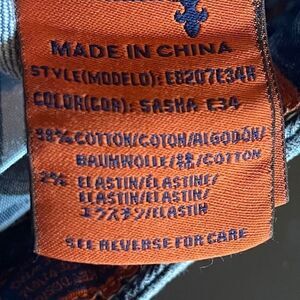 MADE IN CHINA
STYLE(MODELO): E8207E34R
COLOR(COR): SASHA E34
98% COTTON/COTON/ALGODÓN/
BAUMWOLLE/綿/COTTON
2% ELASTIN/ÉLASTINE/
ELASTIN/ELASTIN/
エラスチン/ELASTIN
SEE REVERSE FOR CARE